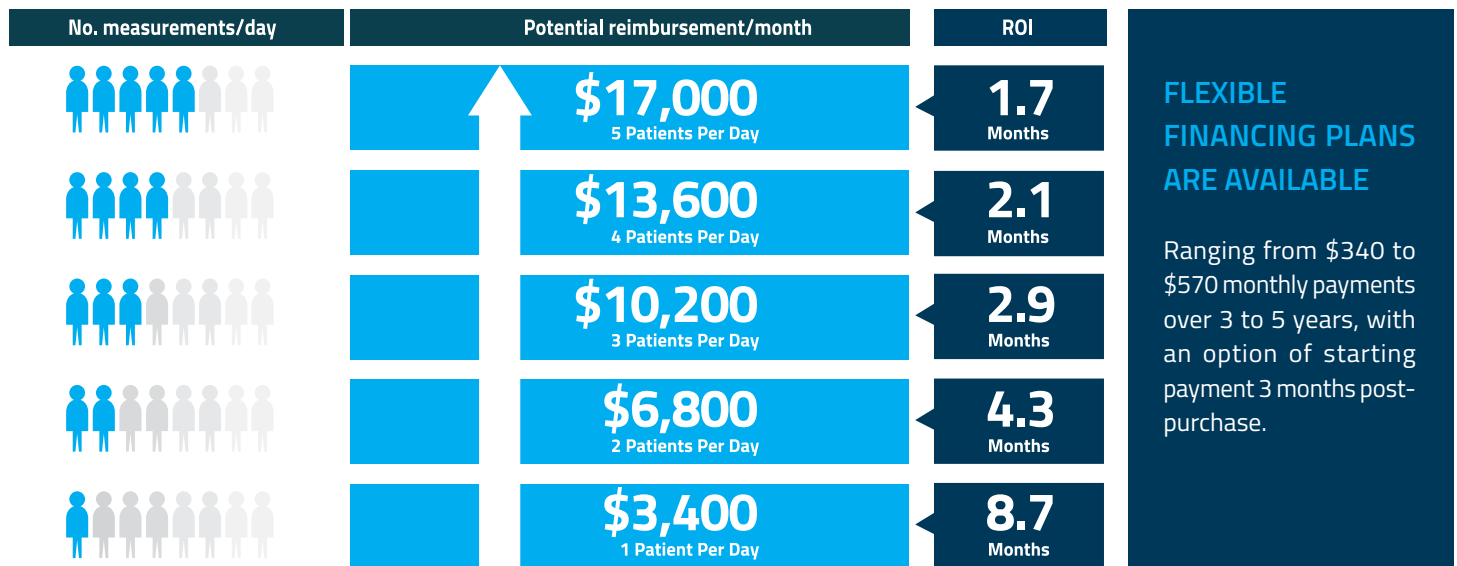 No. measurements/day
Potential reimbursement/month
ROI
$17,000
5 Patients Per Day
1.7
Months
$13,600
4 Patients Per Day
2.1
Months
$10,200
3 Patients Per Day
2.9
Months
$6,800
2 Patients Per Day
4.3
Months
$3,400
1 Patient Per Day
8.7
Months
FLEXIBLE
FINANCING PLANS
ARE AVAILABLE
Ranging from $340 to
$570 monthly payments
over 3 to 5 years, with
an option of starting
payment 3 months post-
purchase.